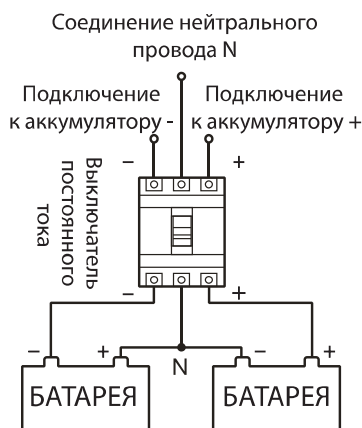 Соединение нейтрального
провода N
Подключение
к аккумулятору -
Подключение
к аккумулятору +
− +
Выключатель
постоянного
тока
− +
− + N − +
БАТАРЕЯ БАТАРЕЯ